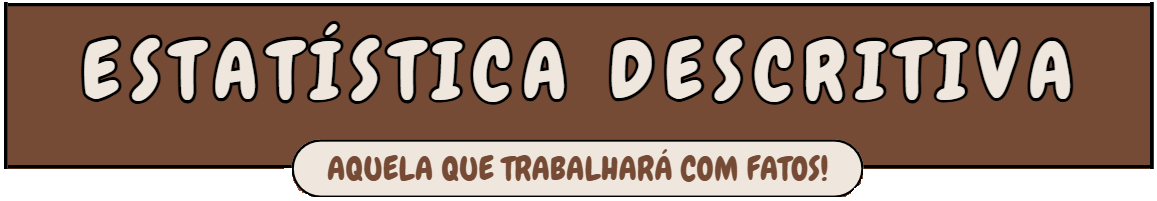 ESTATÍSTICA DESCRITIVA
AQUELA QUE TRABALHARÁ COM FATOS!